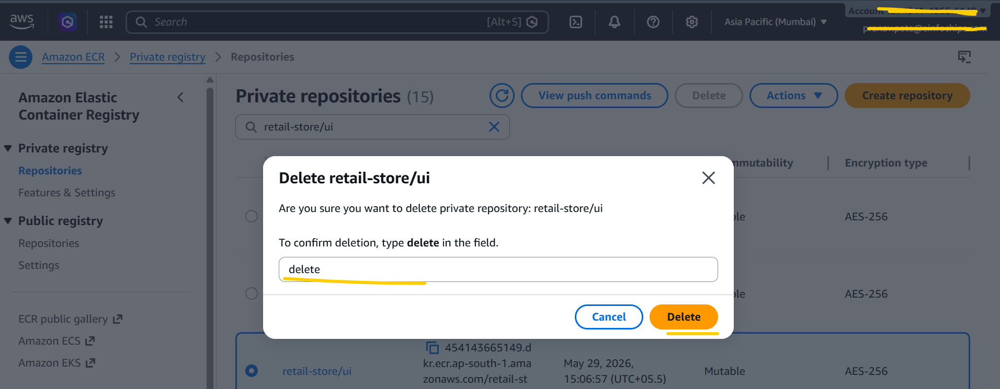 aws
Search
[Alt+S]
Asia Pacific (Mumbai)
Account
Amazon ECR
Private registry
Repositories
Amazon Elastic
Container Registry
Private registry
Repositories
Features & Settings
Public registry
Repositories
Settings
ECR public gallery
Amazon ECS
Amazon EKS
Private repositories (15)
View push commands
Delete
Actions
Create repository
retail-store/ui
mmutability
Encryption type
ble
AES-256
ble
AES-256
Delete retail-store/ui
Are you sure you want to delete private repository: retail-store/ui
To confirm deletion, type delete in the field.
delete
Cancel
Delete
retail-store/ui
454143665149.d
kr.ecr.ap-south-1.ama
zonaws.com/retail-st
May 29, 2026,
15:06:57 (UTC+05.5)
Mutable
AES-256